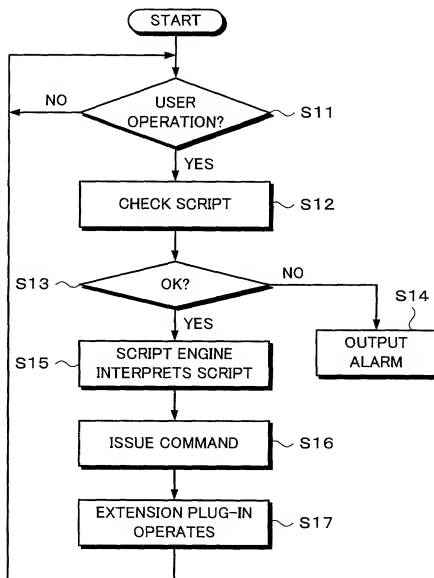 START
NO
USER
OPERATION?
S11
YES
CHECK SCRIPT
S12
S13
OK?
NO
S14
YES
OUTPUT
ALARM
S15
SCRIPT ENGINE
INTERPRETS SCRIPT
ISSUE COMMAND
S16
EXTENSION PLUG-IN
OPERATES
S17